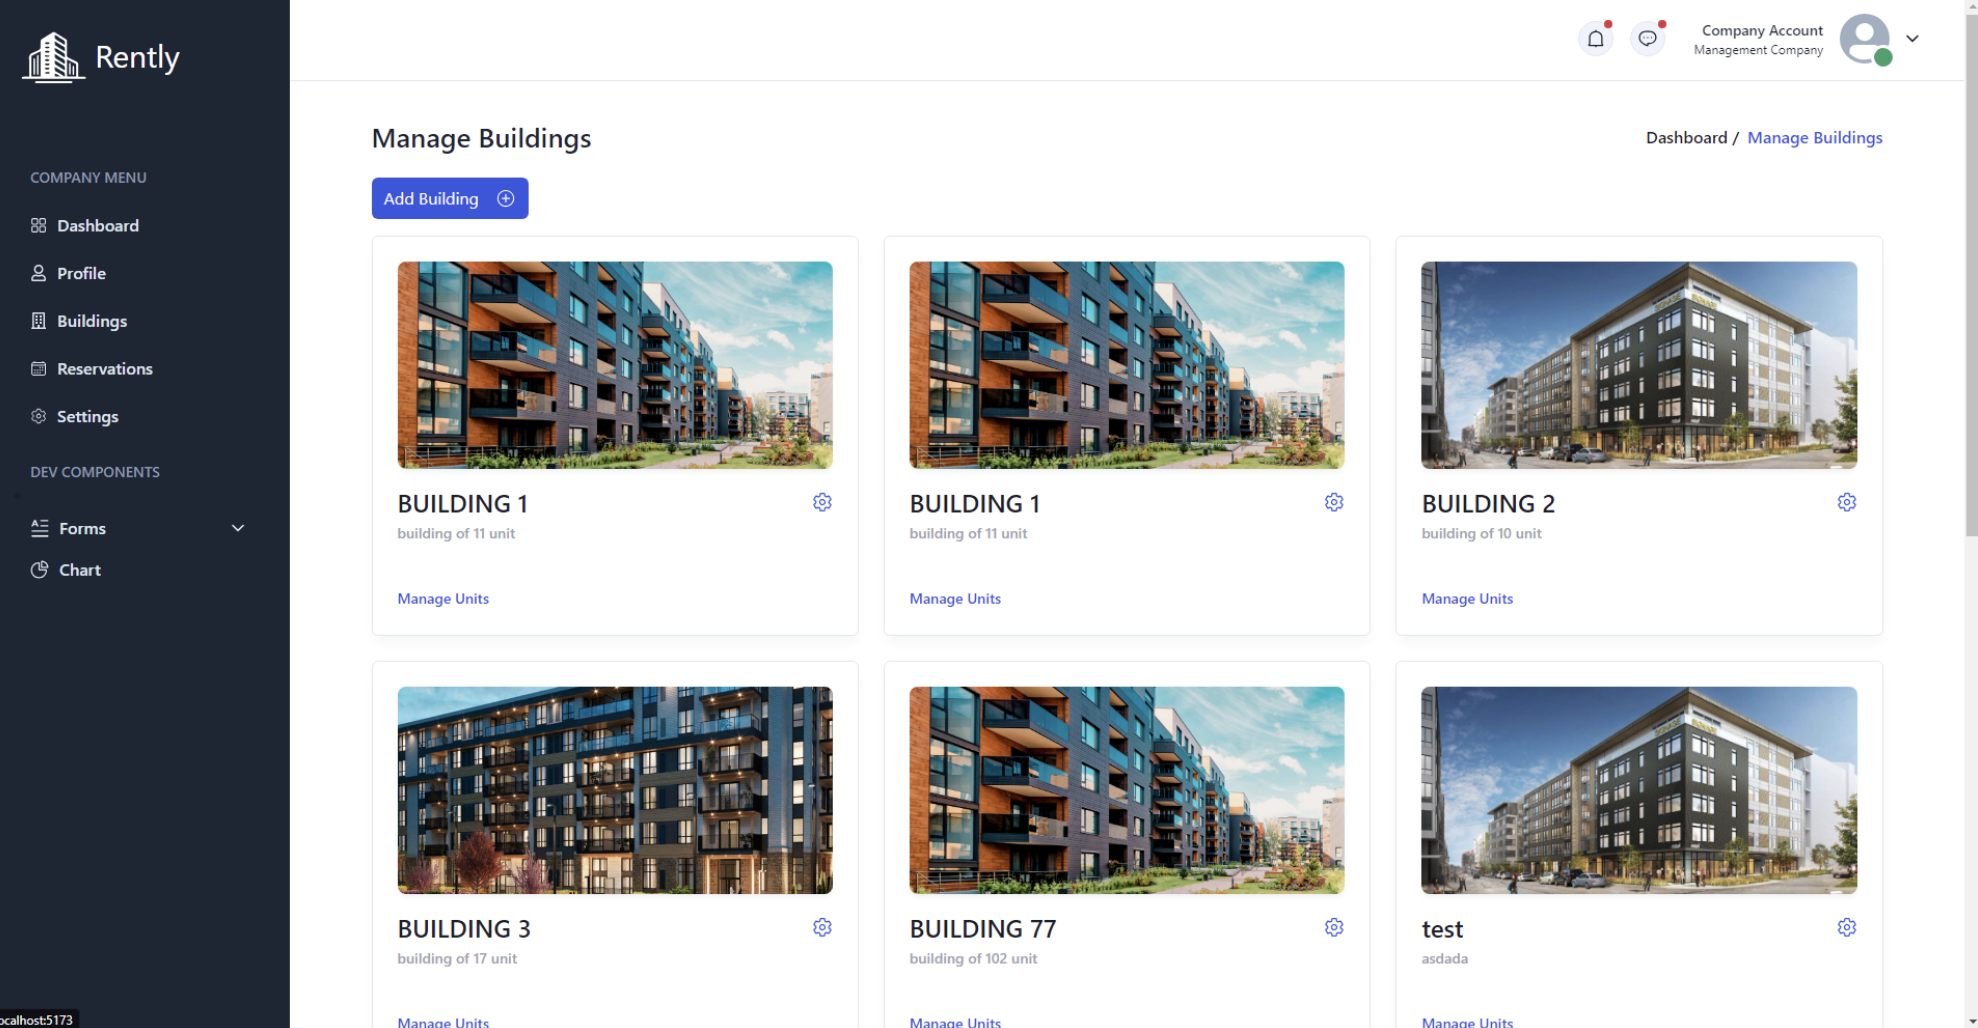 Rently
Company Account
Management Company
COMPANY MENU
Dashboard
Profile
Buildings
Reservations
Settings
DEV COMPONENTS
Forms
Chart
Manage Buildings
Dashboard / Manage Buildings
Add Building
BUILDING 1
building of 11 unit
Manage Units
BUILDING 1
building of 11 unit
Manage Units
BUILDING 2
building of 10 unit
Manage Units
BUILDING 3
building of 17 unit
Manage Units
BUILDING 77
building of 102 unit
Manage Units
test
asdada
Manage Units
ocalhost:5173